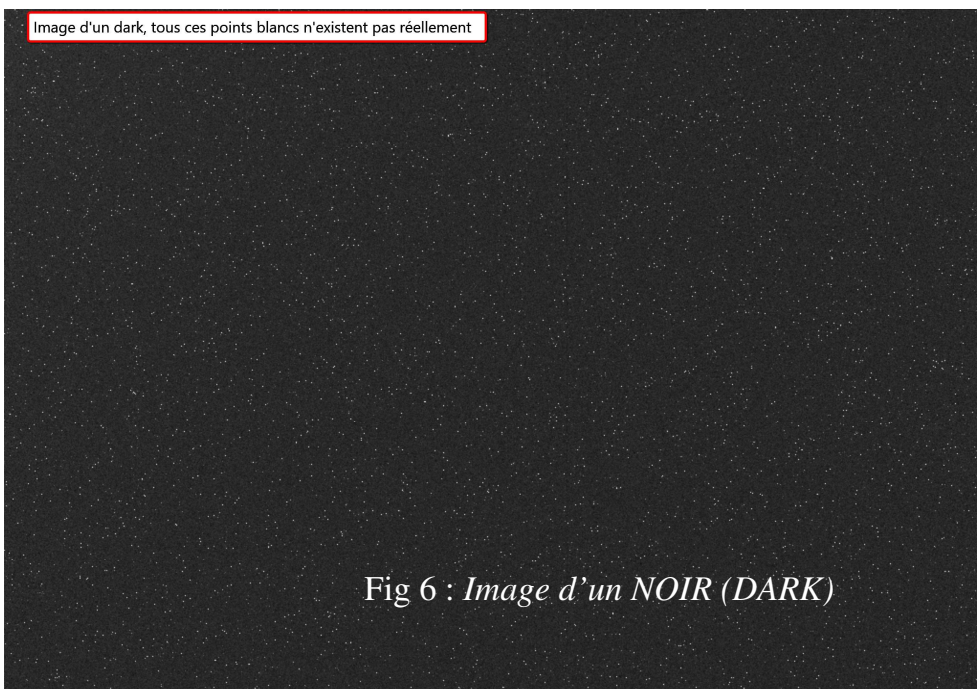 Image d'un dark, tous ces points blancs n'existent pas réellement
Fig 6 : Image d’un NOIR (DARK)